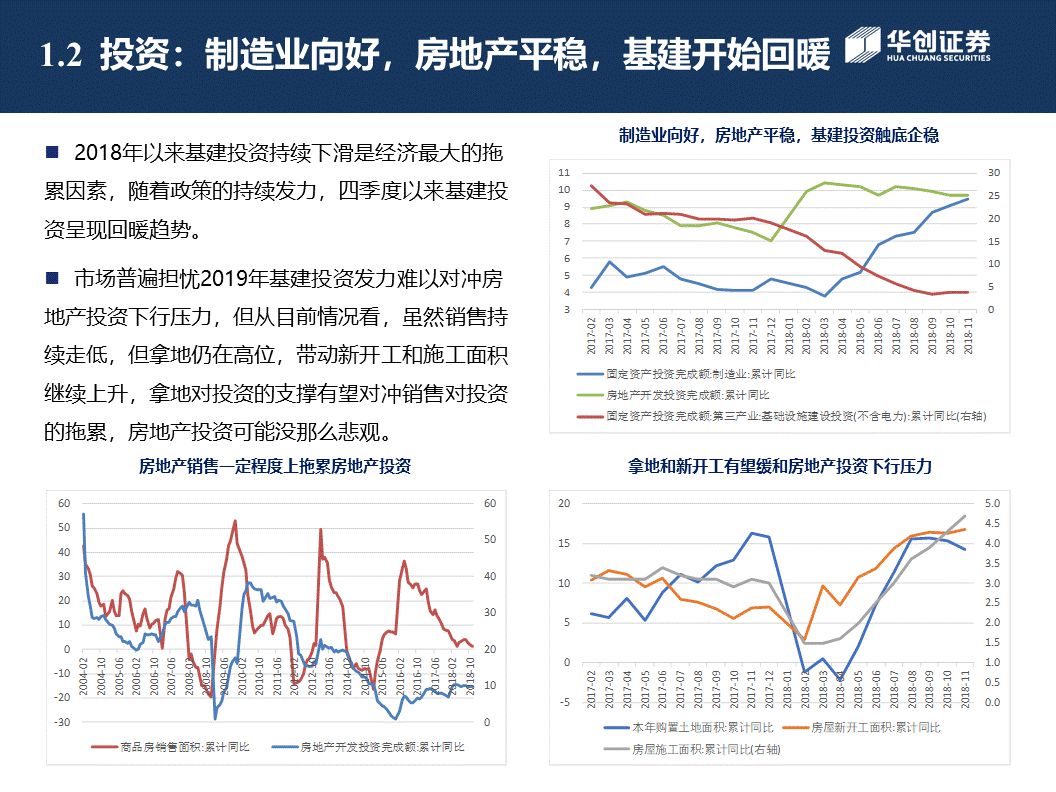 1.2 投资：制造业向好，房地产平稳，基建开始回暖
华创证券
HUA CHUANG SECURITIES
■ 2018年以来基建投资持续下滑是经济最大的拖
累因素，随着政策的持续发力，四季度以来基建投
资呈现回暖趋势。
■ 市场普遍担忧2019年基建投资发力难以对冲房
地产投资下行压力，但从目前情况看，虽然销售持
续走低，但拿地仍在高位，带动新开工和施工面积
继续上升，拿地对投资的支撑有望对冲销售对投资
的拖累，房地产投资可能没那么悲观。
制造业向好，房地产平稳，基建投资触底企稳
11 10 9 8 7 6 5 4 3
30 25 20 15 10 5 0
2017-02 2017-03 2017-04 2017-05 2017-06 2017-07 2017-08 2017-09 2017-10 2017-11 2017-12 2018-01 2018-02 2018-03 2018-04 2018-05 2018-06 2018-07 2018-08 2018-09 2018-10 2018-11
固定资产投资完成额:制造业:累计同比
房地产开发投资完成额:累计同比
固定资产投资完成额:第三产业:基础设施建设投资(不含电力):累计同比(右轴)
房地产销售一定程度上拖累房地产投资
60 50 40 30 20 10 0 -10 -20 -30
60 50 40 30 20 10 0
2004-02 2004-10 2005-06 2006-02 2006-10 2007-06 2008-02 2008-10 2009-06 2010-02 2010-10 2011-06 2012-02 2012-10 2013-06 2014-02 2014-10 2015-06 2016-02 2016-10 2017-06 2018-02 2018-10
商品房销售面积:累计同比
房地产开发投资完成额:累计同比
拿地和新开工有望缓和房地产投资下行压力
20 15 10 5 0 -5
5.0 4.5 4.0 3.5 3.0 2.5 2.0 1.5 1.0 0.5 0.0
2017-02 2017-03 2017-04 2017-05 2017-06 2017-07 2017-08 2017-09 2017-10 2017-11 2017-12 2018-01 2018-02 2018-03 2018-04 2018-05 2018-06 2018-07 2018-08 2018-09 2018-10 2018-11
本年购置土地面积:累计同比
房屋新开工面积:累计同比
房屋施工面积:累计同比(右轴)